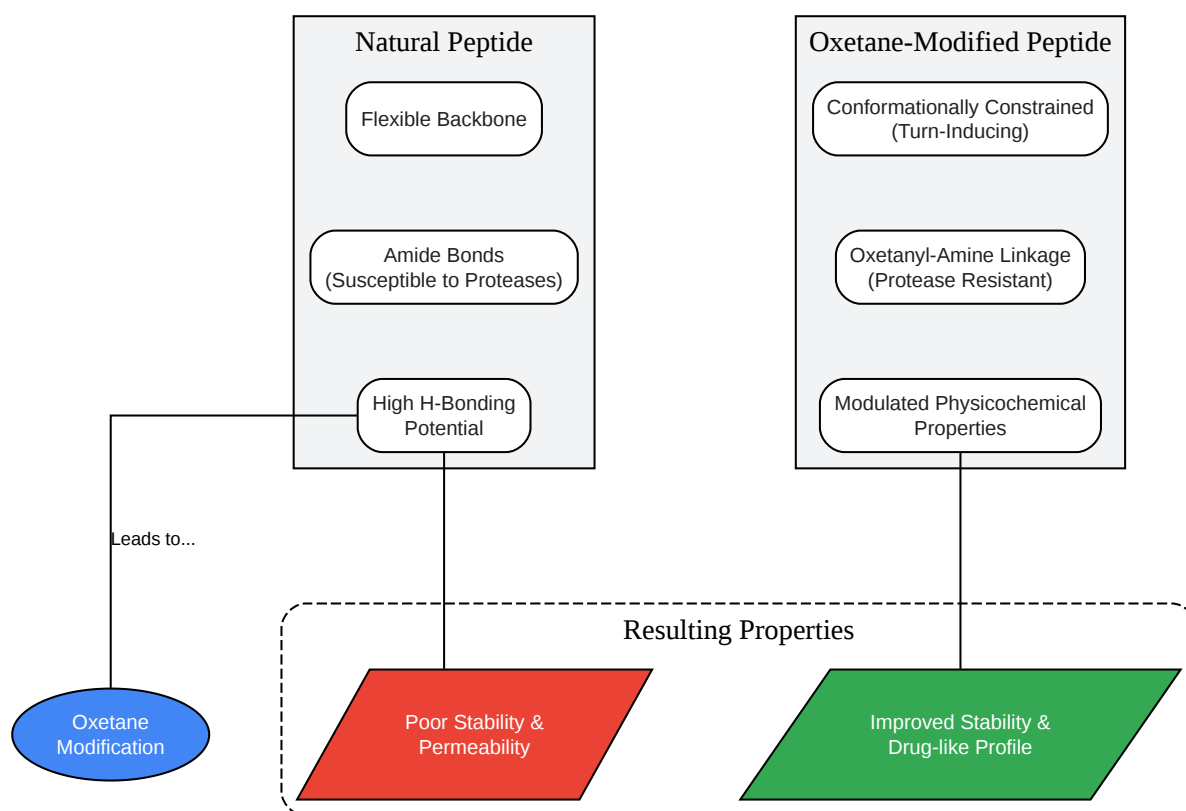 Natural Peptide
Flexible Backbone
Amide Bonds
(Susceptible to Proteases)
High H-Bonding
Potential
Oxetane-Modified Peptide
Conformationally Constrained
(Turn-Inducing)
Oxetanyl-Amine Linkage
(Protease Resistant)
Modulated Physicochemical
Properties
Leads to...
Resulting Properties
Oxetane
Modification
Poor Stability &
Permeability
Improved Stability &
Drug-like Profile